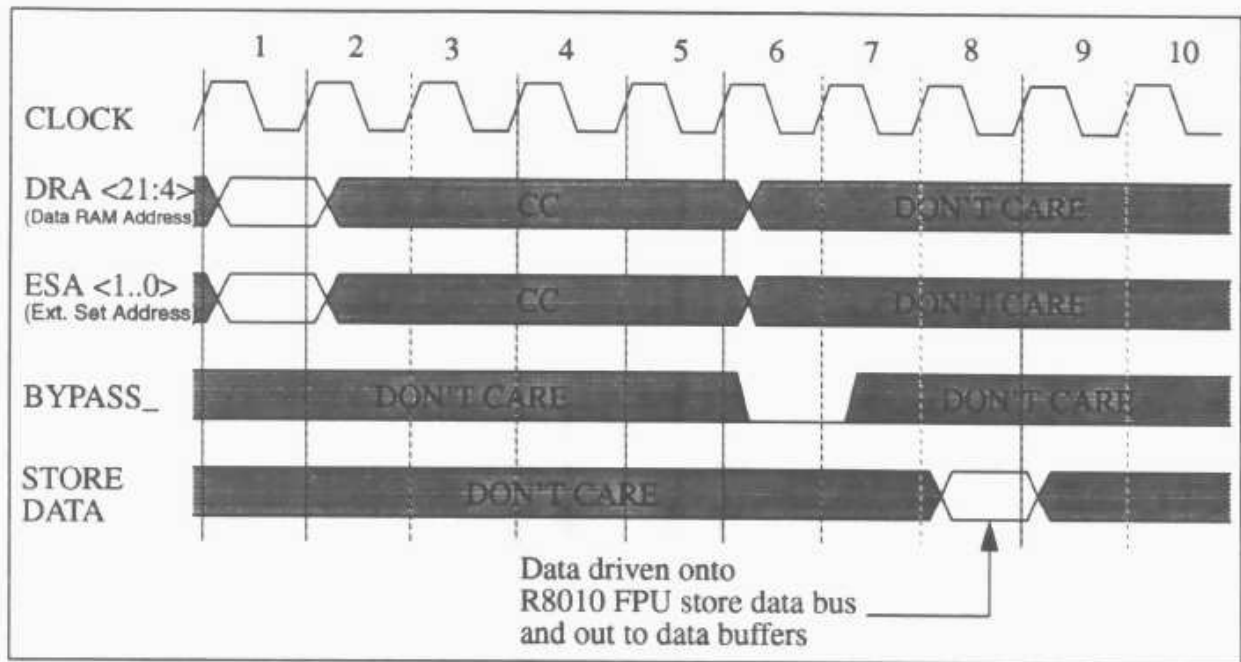 1 2 3 4 5 6 7 8 9 10
CLOCK
DRA <21:4>
(Data RAM Address)
CC
DON'T CARE
ESA <1..0>
(Ext. Set Address)
CC
DON'T CARE
BYPASS_
DON'T CARE
DON'T CARE
STORE
DATA
DON'T CARE
Data driven onto
R8010 FPU store data bus
and out to data buffers